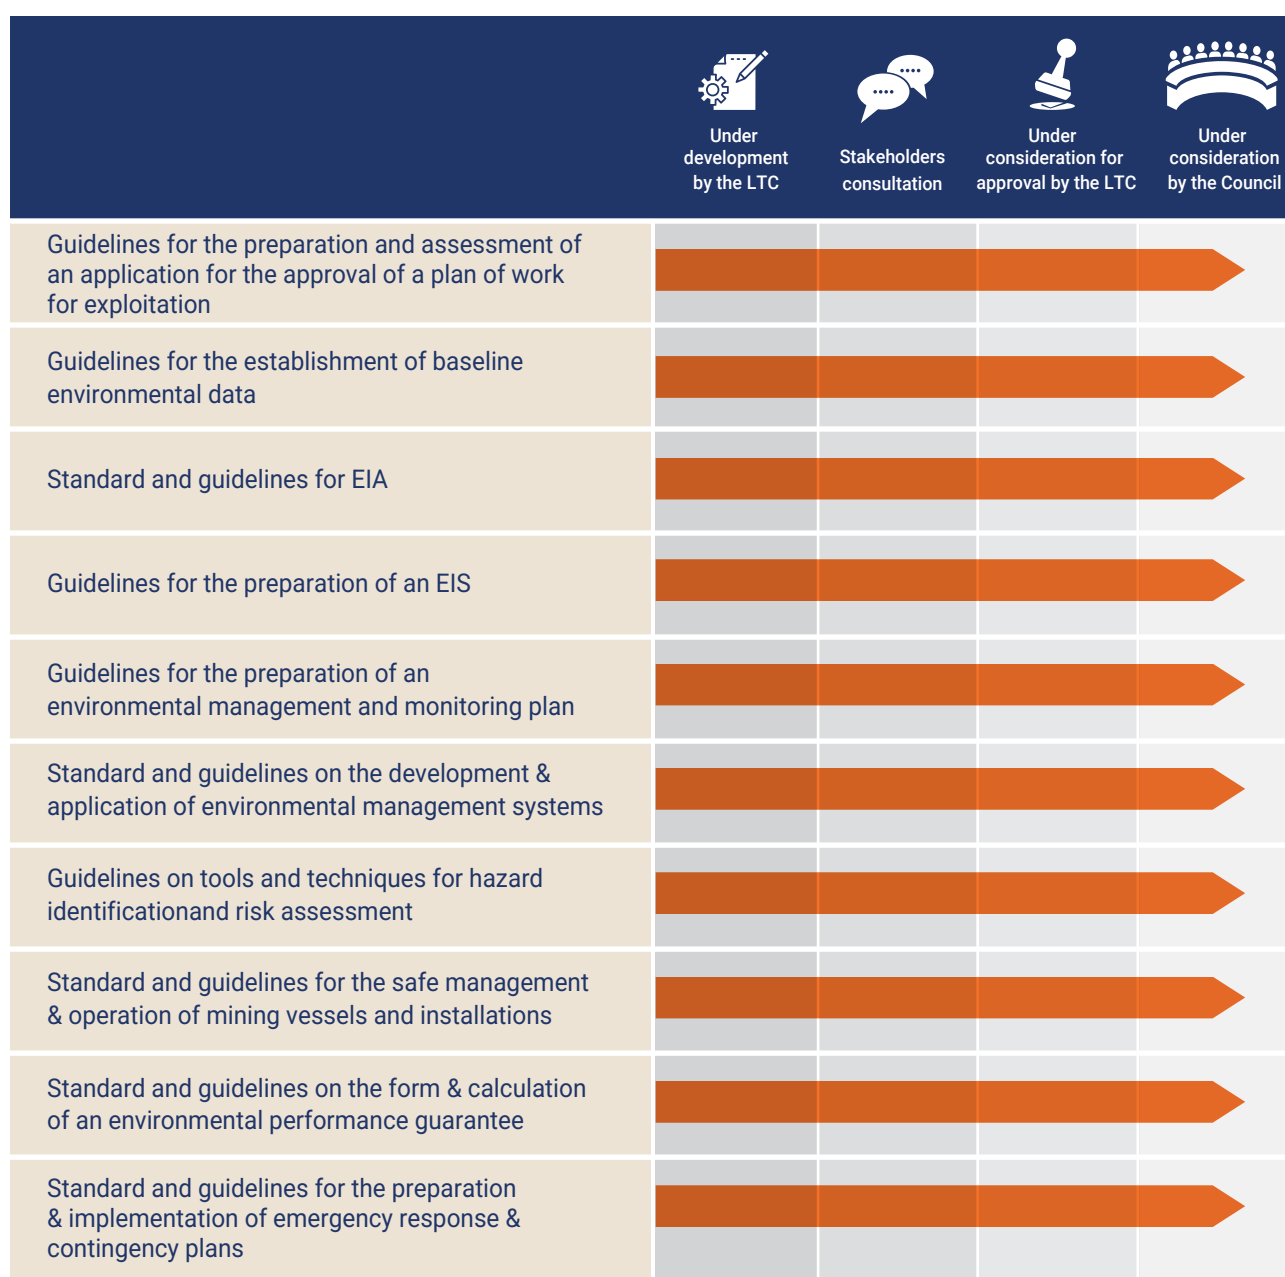 Under
development
by the LTC
Stakeholders
consultation
Under
consideration for
approval by the LTC
Under
consideration
by the Council
Guidelines for the preparation and assessment of
an application for the approval of a plan of work
for exploitation
Guidelines for the establishment of baseline
environmental data
Standard and guidelines for EIA
Guidelines for the preparation of an EIS
Guidelines for the preparation of an
environmental management and monitoring plan
Standard and guidelines on the development &
application of environmental management systems
Guidelines on tools and techniques for hazard
identificationand risk assessment
Standard and guidelines for the safe management
& operation of mining vessels and installations
Standard and guidelines on the form & calculation
of an environmental performance guarantee
Standard and guidelines for the preparation
& implementation of emergency response &
contingency plans